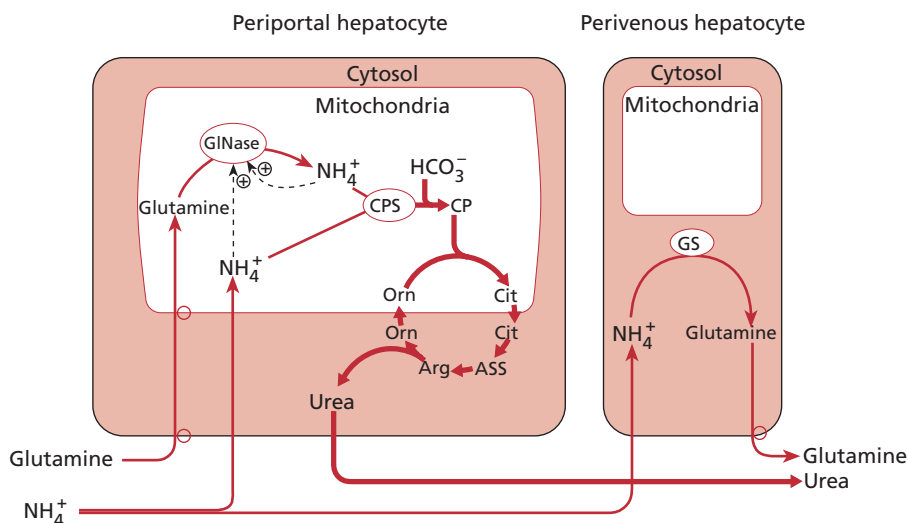 Periportal hepatocyte
Perivenous hepatocyte
Cytosol
Mitochondria
GlNase
⊕
⊕
NH₄⁺
HCO₃⁻
Glutamine
CPS
CP
NH₄⁺
Orn
Cit
Orn
Cit
Arg
ASS
Urea
Cytosol
Mitochondria
GS
NH₄⁺
Glutamine
Glutamine
NH₄⁺
Glutamine
Urea